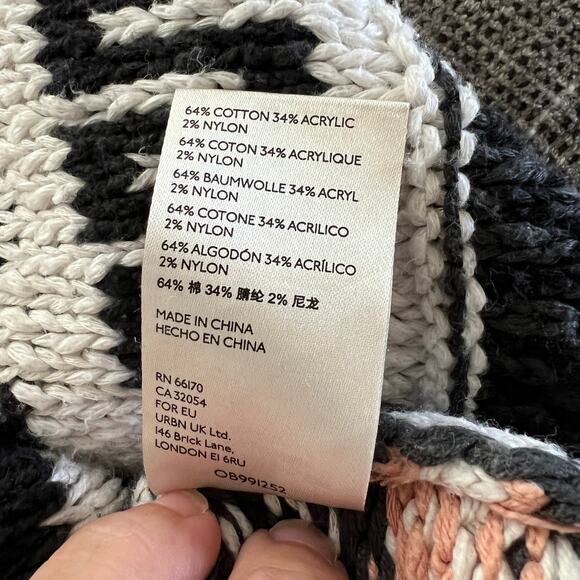 64% COTTON 34% ACRYLIC
2% NYLON
64% COTON 34% ACRYLIQUE
2% NYLON
64% BAUMWOLLE 34% ACRYL
2% NYLON
64% COTONE 34% ACRILICO
2% NYLON
64% ALGODÓN 34% ACRÍLICO
2% NYLON
64% 棉 34% 腈纶 2% 尼龙
MADE IN CHINA
HECHO EN CHINA
RN 66170
CA 32054
FOR EU
URBN UK Ltd.
146 Brick Lane,
LONDON E1 6RU
OB991252